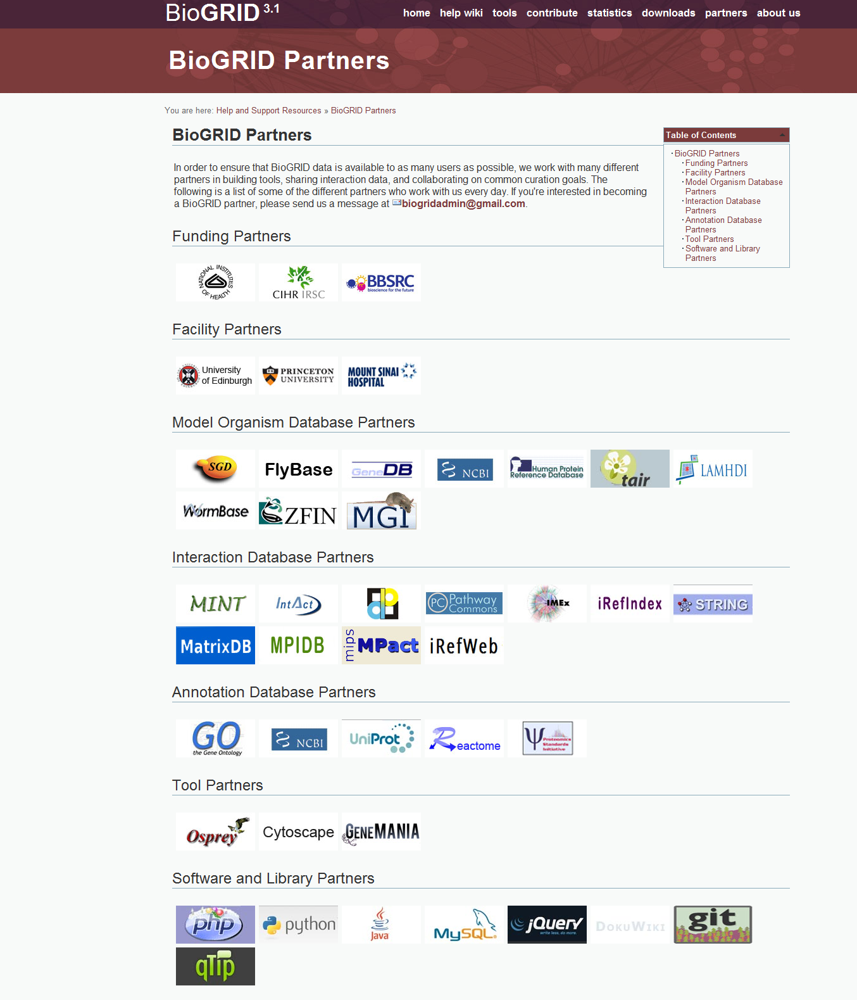 BioGRID 3.1
home help wiki tools contribute statistics downloads partners about us
BioGRID Partners
You are here: Help and Support Resources » BioGRID Partners
BioGRID Partners
In order to ensure that BioGRID data is available to as many users as possible, we work with many different
partners in building tools, sharing interaction data, and collaborating on common curation goals. The
following is a list of some of the different partners who work with us every day. If you're interested in becoming
a BioGRID partner, please send us a message at biogridadmin@gmail.com.
Table of Contents
BioGRID Partners
Funding Partners
Facility Partners
Model Organism Database
Partners
Interaction Database
Partners
Annotation Database
Partners
Tool Partners
Software and Library
Partners
Funding Partners
NATIONAL INSTITUTES
OF HEALTH
CIHR IRSC
BBSRC
bioscience for the future
Facility Partners
University
of Edinburgh
PRINCETON
UNIVERSITY
MOUNT SINAI
HOSPITAL
Model Organism Database Partners
SGD
FlyBase
GeneDB
NCBI
Human Protein
Reference Database
tair
LAMHDI
WormBase
ZFIN
MGI
Interaction Database Partners
MINT
IntAct
PC Pathway
Commons
IMEx
iRefIndex
STRING
MatrixDB
MPIDB
mips MPact
iRefWeb
Annotation Database Partners
GO
the Gene Ontology
NCBI
UniProt
Reactome
Proteomics
Standards
Initiative
Tool Partners
Osprey
Cytoscape
GENEMANIA
Software and Library Partners
php
python
Java
MySQL
jQuery
write less, do more.
DOKUWIKI
git
qTip